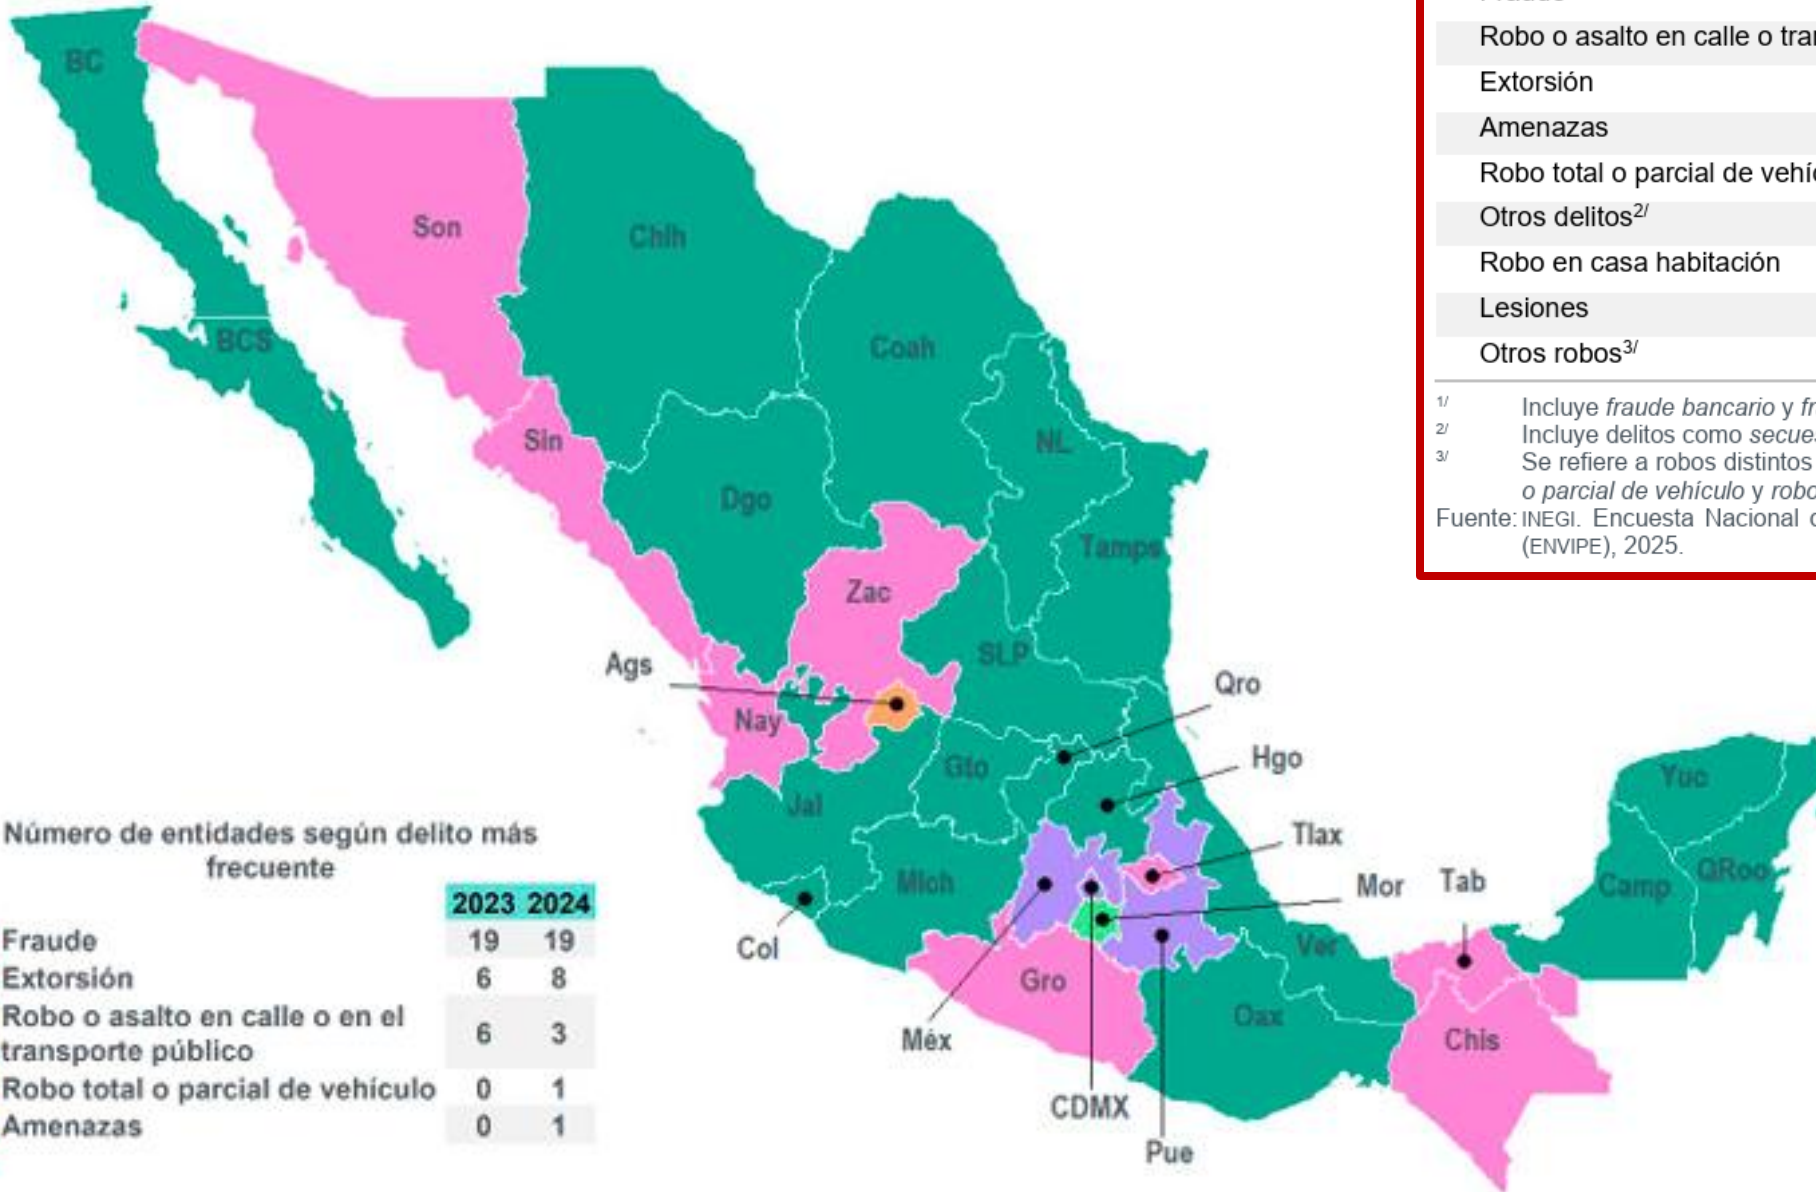 BC
Son
Chih
BCS
Coah
Sin
NL
Dgo
Tamps
Zac
SLP
Ags
Qro
Nay
Gto
Hgo
Jal
Tlax
Mich
Mor
Tab
Col
Méx
Gro
CDMX
Pue
Ver
Oax
Chis
Yuc
Camp
QRoo
Número de entidades según delito más
frecuente
2023 2024
Fraude 19 19
Extorsión 6 8
Robo o asalto en calle o en el
transporte público 6 3
Robo total o parcial de vehículo 0 1
Amenazas 0 1
Robo o asalto en calle o
Extorsión
Amenazas
Robo total o parcial de
Otros delitos2/
Robo en casa habitación
Lesiones
Otros robos3/
1/ Incluye fraude bancario y
2/ Incluye delitos como
3/ Se refiere a robos distintos
o parcial de vehículo y
Fuente: INEGI. Encuesta Nacional
(ENVIPE), 2025.